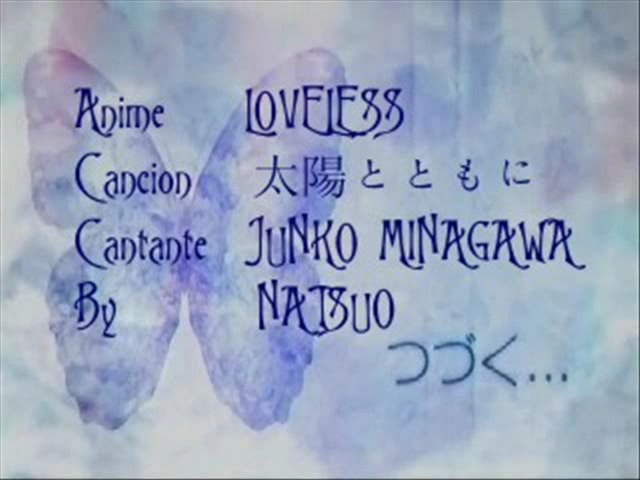 Anime LOVELESS
Cancion 太陽とともに
Cantante JUNKO MINAGAWA
By NATSUO
つづく...